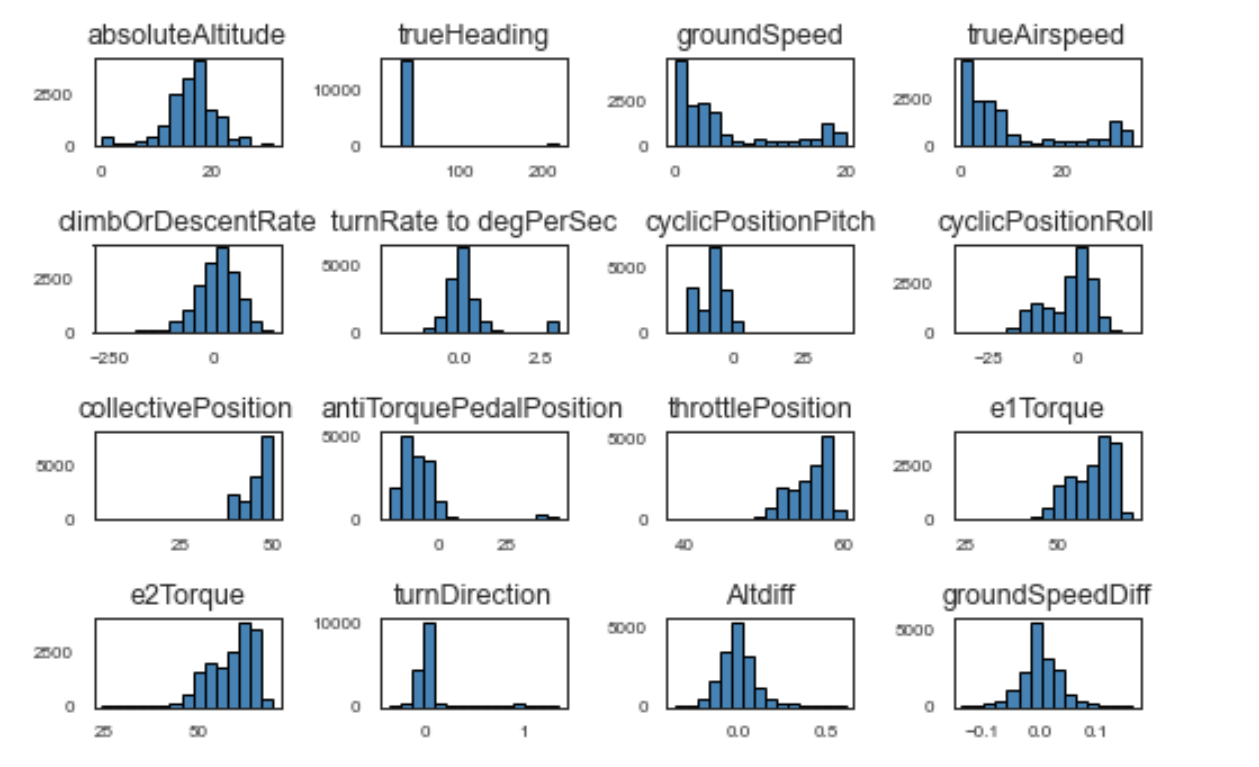 absoluteAltitude trueHeading groundSpeed trueAirspeed
2500 10000 2500 2500
0 0 0 0
0 20 100 200 0 20 0 20
climbOrDescentRate turnRate to degPerSec cyclicPositionPitch cyclicPositionRoll
2500 5000 5000 2500
0 0 0 0
−250 0 0.0 2.5 0 25 −25 0
collectivePosition antiTorquePedalPosition throttlePosition e1Torque
5000 5000 5000 2500
0 0 0 0
25 50 0 25 40 60 25 50
e2Torque turnDirection Altdiff groundSpeedDiff
2500 10000 5000 5000
0 0 0 0
25 50 0 1 0.0 0.5 −0.1 0.0 0.1